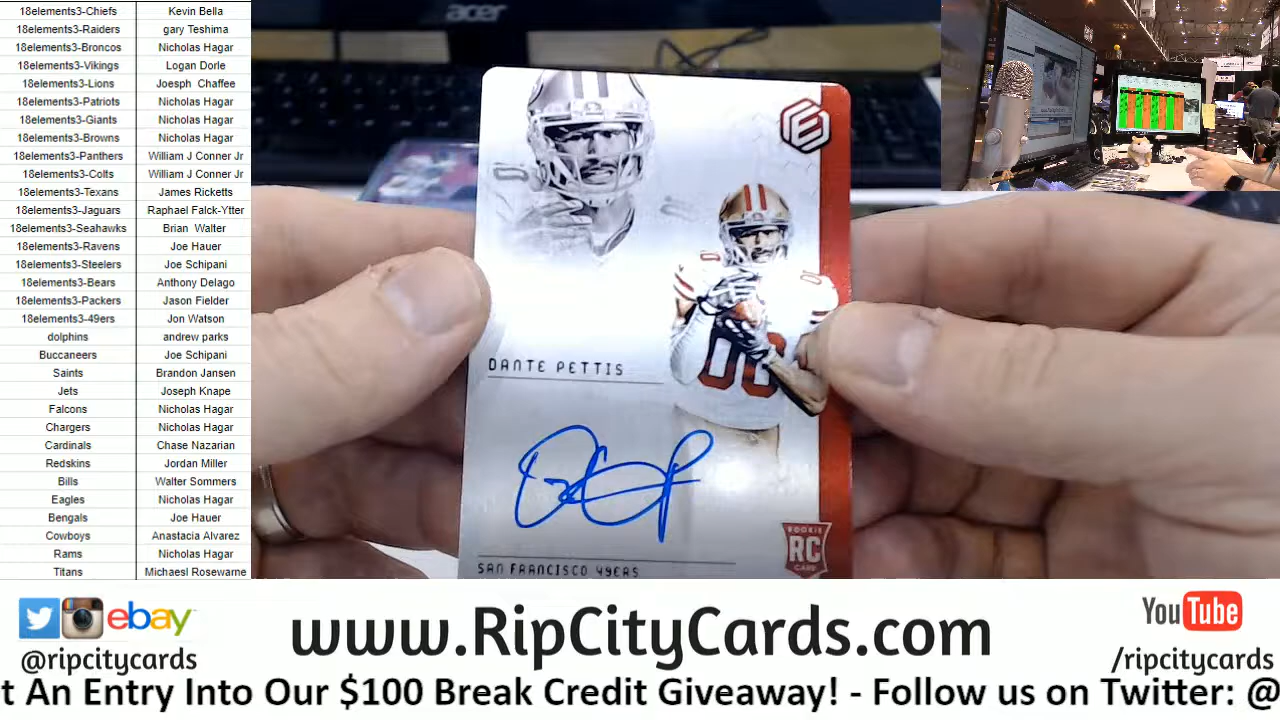 18elements3-Chiefs Kevin Bella
18elements3-Raiders gary Teshima
18elements3-Broncos Nicholas Hagar
18elements3-Vikings Logan Dorle
18elements3-Lions Joesph Chaffee
18elements3-Patriots Nicholas Hagar
18elements3-Giants Nicholas Hagar
18elements3-Browns Nicholas Hagar
18elements3-Panthers William J Conner Jr
18elements3-Colts William J Conner Jr
18elements3-Texans James Ricketts
18elements3-Jaguars Raphael Falck-Ytter
18elements3-Seahawks Brian Walter
18elements3-Ravens Joe Hauer
18elements3-Steelers Joe Schipani
18elements3-Bears Anthony Delago
18elements3-Packers Jason Fielder
18elements3-49ers Jon Watson
dolphins andrew parks
Buccaneers Joe Schipani
Saints Brandon Jansen
Jets Joseph Knape
Falcons Nicholas Hagar
Chargers Nicholas Hagar
Cardinals Chase Nazarian
Redskins Jordan Miller
Bills Walter Sommers
Eagles Nicholas Hagar
Bengals Joe Hauer
Cowboys Anastacia Alvarez
Rams Nicholas Hagar
Titans Michaesl Rosewarne
acer
E
DANTE PETTIS
SAN FRANCISCO 49ERS
ROOKIE
RC
CARD
ebay
@ripcitycards
www.RipCityCards.com
YouTube
/ripcitycards
t An Entry Into Our $100 Break Credit Giveaway! - Follow us on Twitter: @